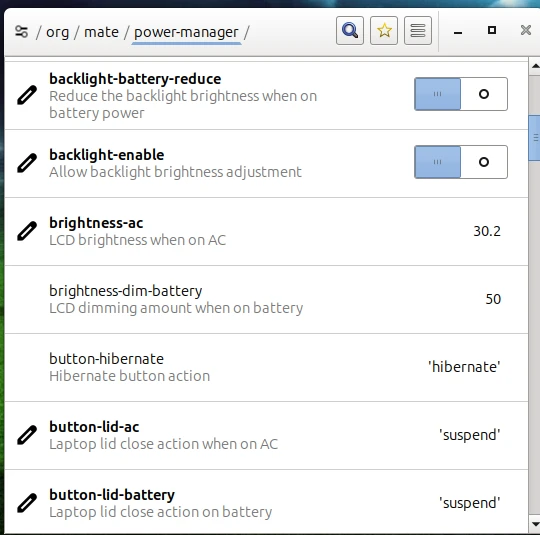 / org / mate / power-manager /
backlight-battery-reduce
Reduce the backlight brightness when on
battery power
backlight-enable
Allow backlight brightness adjustment
brightness-ac
LCD brightness when on AC
30.2
brightness-dim-battery
LCD dimming amount when on battery
50
button-hibernate
Hibernate button action
'hibernate'
button-lid-ac
Laptop lid close action when on AC
'suspend'
button-lid-battery
Laptop lid close action on battery
'suspend'